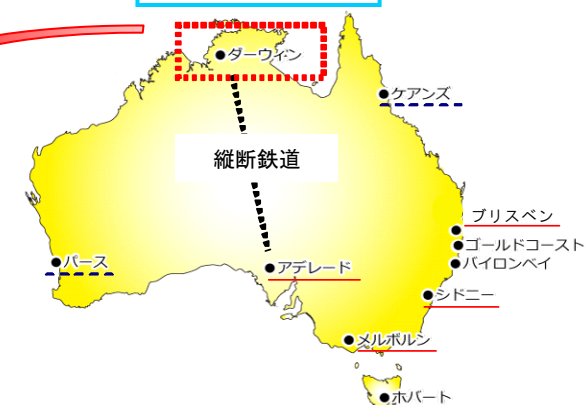 ダーウィン
ケアンズ
縦断鉄道
ブリスベン
ゴールドコースト
バイロンベイ
パース
アデレード
シドニー
メルボルン
ホバート